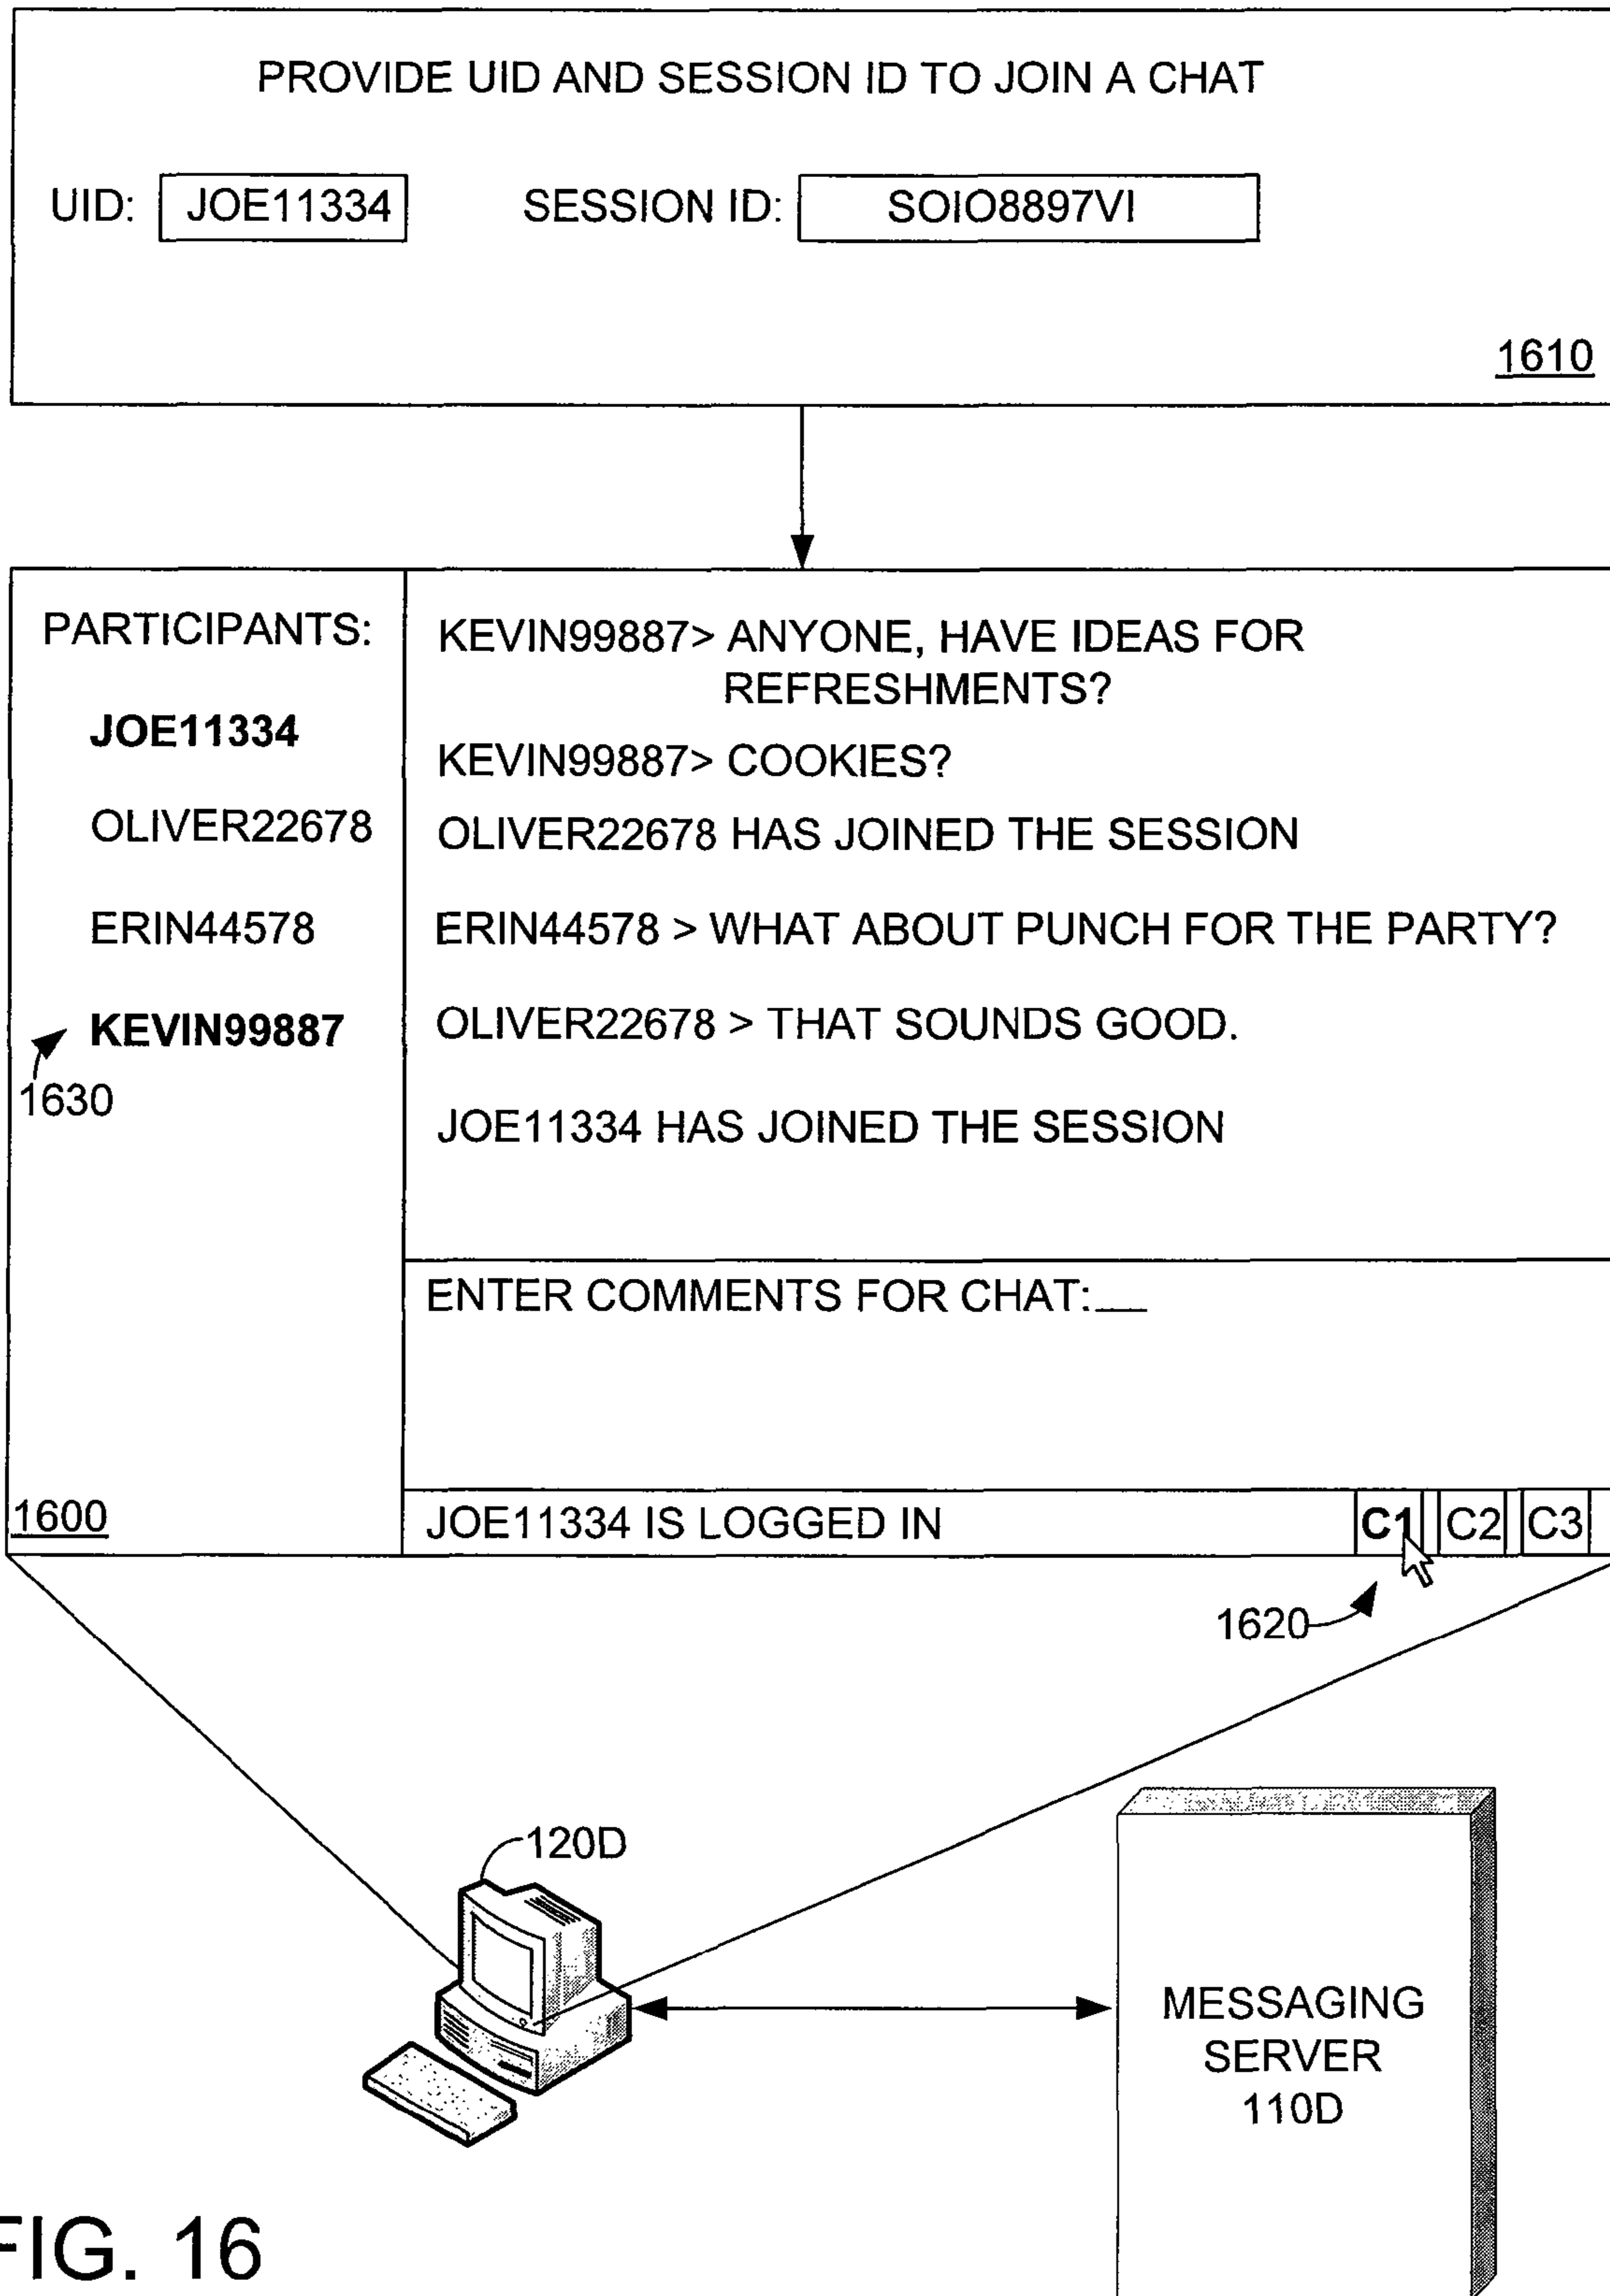 PROVIDE UID AND SESSION ID TO JOIN A CHAT
UID: JOE11334 SESSION ID: SOIO8897VI
1610
PARTICIPANTS:
JOE11334
OLIVER22678
ERIN44578
KEVIN99887
1630
1600
KEVIN99887> ANYONE, HAVE IDEAS FOR
REFRESHMENTS?
KEVIN99887> COOKIES?
OLIVER22678 HAS JOINED THE SESSION
ERIN44578 > WHAT ABOUT PUNCH FOR THE PARTY?
OLIVER22678 > THAT SOUNDS GOOD.
JOE11334 HAS JOINED THE SESSION
ENTER COMMENTS FOR CHAT:__
JOE11334 IS LOGGED IN C1 C2 C3
1620
120D
MESSAGING
SERVER
110D
FIG. 16